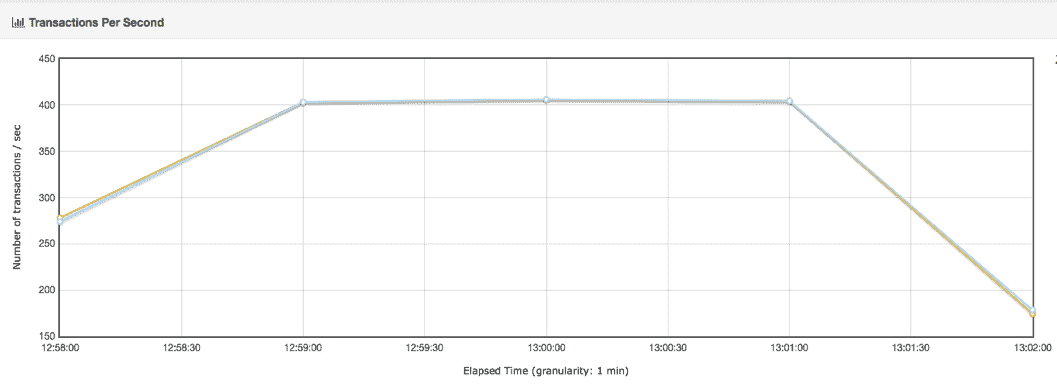 Transactions Per Second
450
400
350
300
250
200
150
Number of transactions / sec
12:58:00 12:58:30 12:59:00 12:59:30 13:00:00 13:00:30 13:01:00 13:01:30 13:02:00
Elapsed Time (granularity: 1 min)